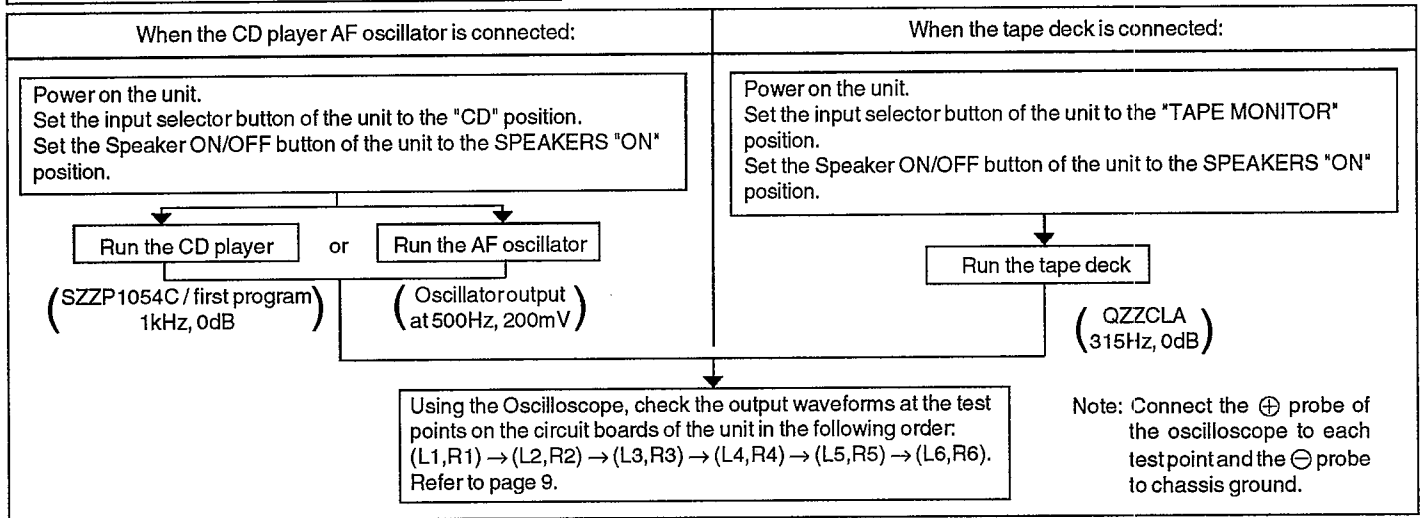 When the CD player AF oscillator is connected:
When the tape deck is connected:
Power on the unit.
Set the input selector button of the unit to the "CD" position.
Set the Speaker ON/OFF button of the unit to the SPEAKERS "ON"
position.
Power on the unit.
Set the input selector button of the unit to the "TAPE MONITOR"
position.
Set the Speaker ON/OFF button of the unit to the SPEAKERS "ON"
position.
Run the CD player or Run the AF oscillator
(SZZP1054C / first program)
1kHz, 0dB
(Oscillator output
at 500Hz, 200mV)
Run the tape deck
(QZZCLA
315Hz, 0dB)
Using the Oscilloscope, check the output waveforms at the test
points on the circuit boards of the unit in the following order:
(L1,R1) → (L2,R2) → (L3,R3) → (L4,R4) → (L5,R5) → (L6,R6).
Refer to page 9.
Note: Connect the ⊕ probe of
the oscilloscope to each
test point and the ⊖ probe
to chassis ground.